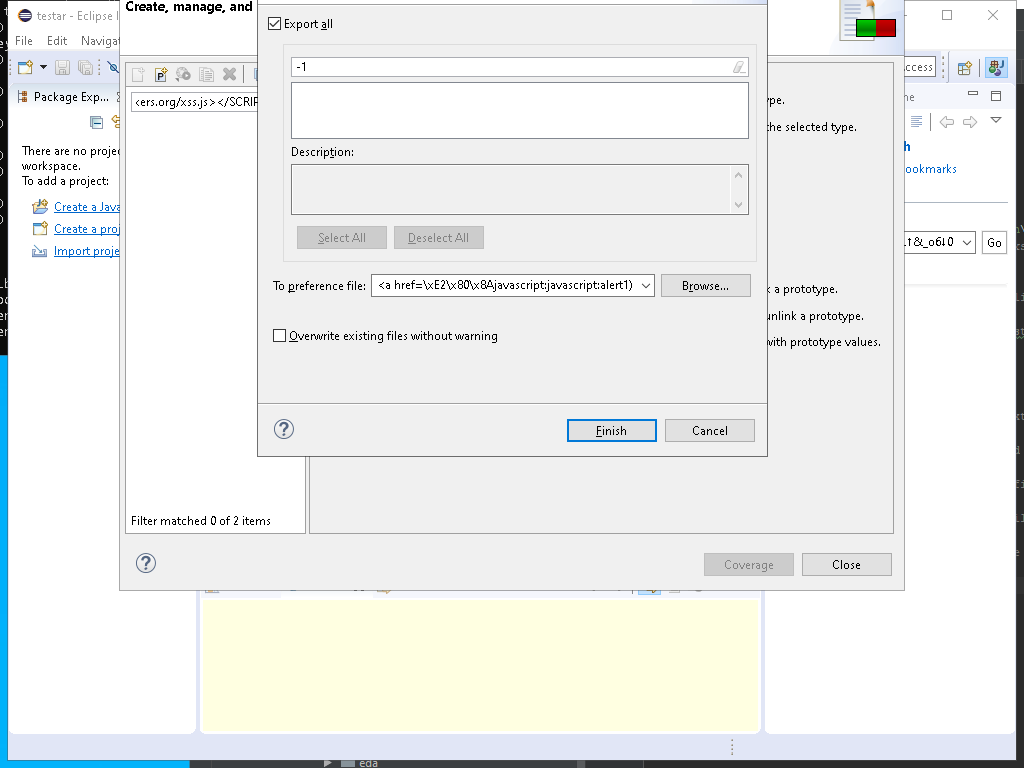 testar - Eclipse I
File Edit Naviga
Package Exp...
There are no projec
workspace.
To add a project:
Create a Java
Create a proj
Import proje
Create, manage, and
<ers.org/xss.js></SCRIP
Filter matched 0 of 2 items
Export all
-1
Description:
Select All
Deselect All
To preference file:
<a href=\xE2\x80\x8Ajavascript:javascript:alert1)
Browse...
Overwrite existing files without warning
Finish
Cancel
ype.
the selected type.
k a prototype.
unlink a prototype.
with prototype values.
Coverage
Close
ccess
ne
h
ookmarks
Go
eda